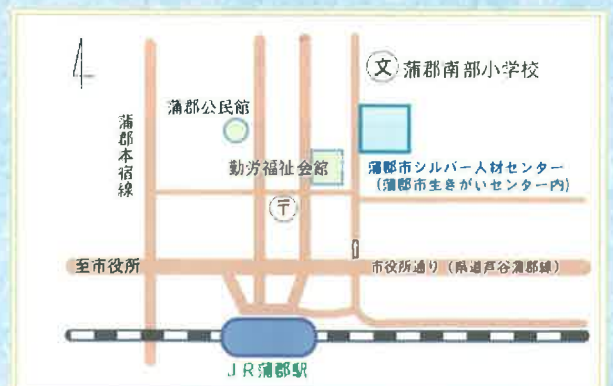 文 蒲郡南部小学校
蒲郡公民館
蒲郡本宿線
勤労福祉会館
蒲郡市シルバー人材センター
(蒲郡市生きがいセンター内)
〒
至市役所
市役所通り(県道芦谷蒲郡線)
JR蒲郡駅